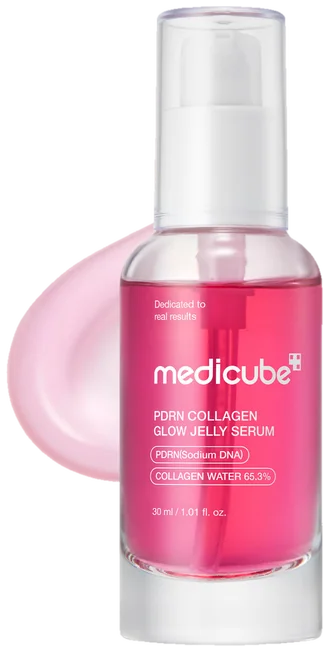 Dedicated to
real results
medicube
PDRN COLLAGEN
GLOW JELLY SERUM
PDRN(Sodium DNA)
COLLAGEN WATER 65.3%
30 ml / 1.01 fl. oz.